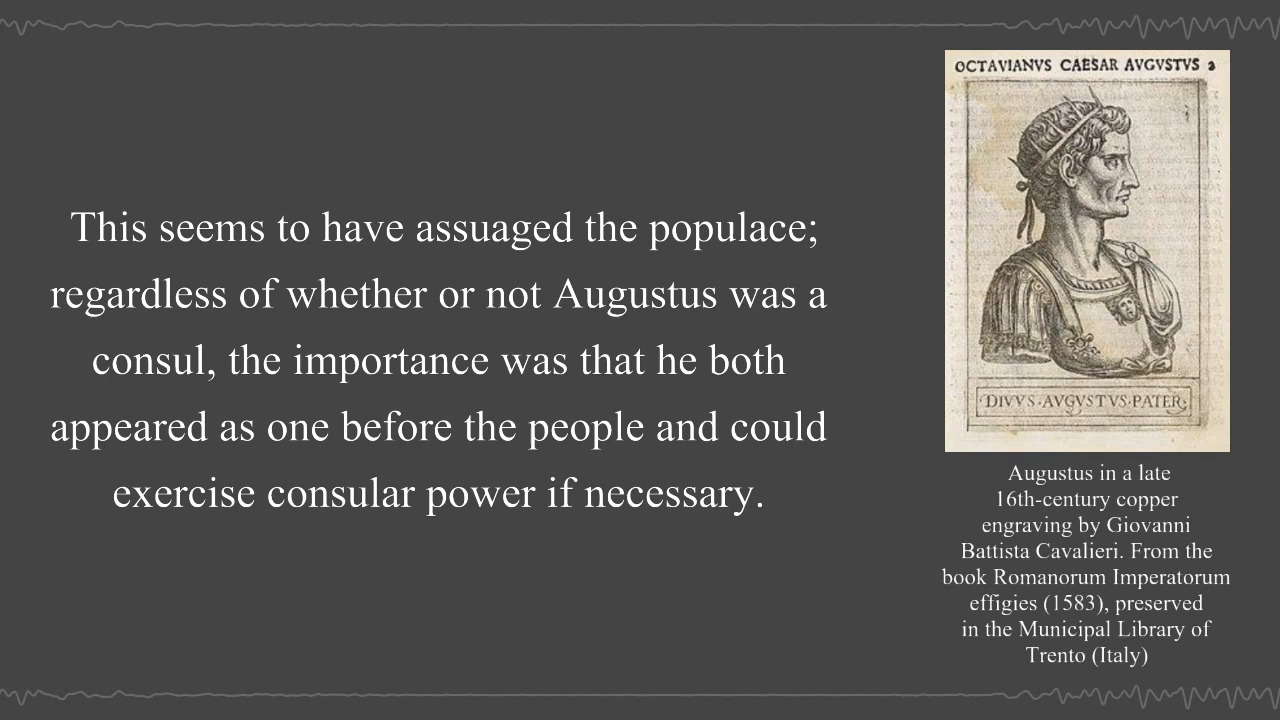 This seems to have assuaged the populace;
regardless of whether or not Augustus was a
consul, the importance was that he both
appeared as one before the people and could
exercise consular power if necessary.
OCTAVIANVS CAESAR AVGVSTVS 2
DIVVS·AVGVSTVS·PATER
Augustus in a late
16th-century copper
engraving by Giovanni
Battista Cavalieri. From the
book Romanorum Imperatorum
effigies (1583), preserved
in the Municipal Library of
Trento (Italy)